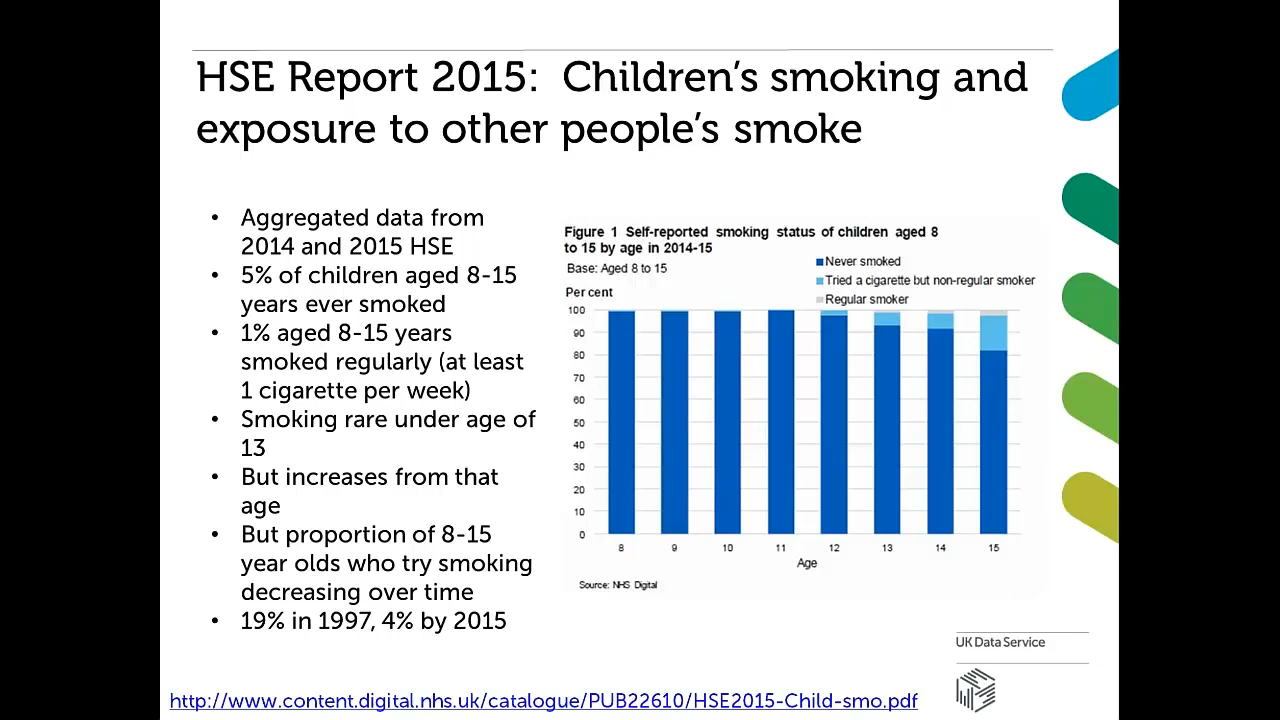 HSE Report 2015:  Children's smoking and
exposure to other people's smoke
• Aggregated data from
2014 and 2015 HSE
• 5% of children aged 8-15
years ever smoked
• 1% aged 8-15 years
smoked regularly (at least
1 cigarette per week)
• Smoking rare under age of
13
• But increases from that
age
• But proportion of 8-15
year olds who try smoking
decreasing over time
• 19% in 1997, 4% by 2015
Figure 1 Self-reported smoking status of children aged 8
to 15 by age in 2014-15
Base: Aged 8 to 15
Never smoked
Tried a cigarette but non-regular smoker
Regular smoker
Per cent
100
90
80
70
60
50
40
30
20
10
0
8 9 10 11 12 13 14 15
Age
Source: NHS Digital
UK Data Service
http://www.content.digital.nhs.uk/catalogue/PUB22610/HSE2015-Child-smo.pdf